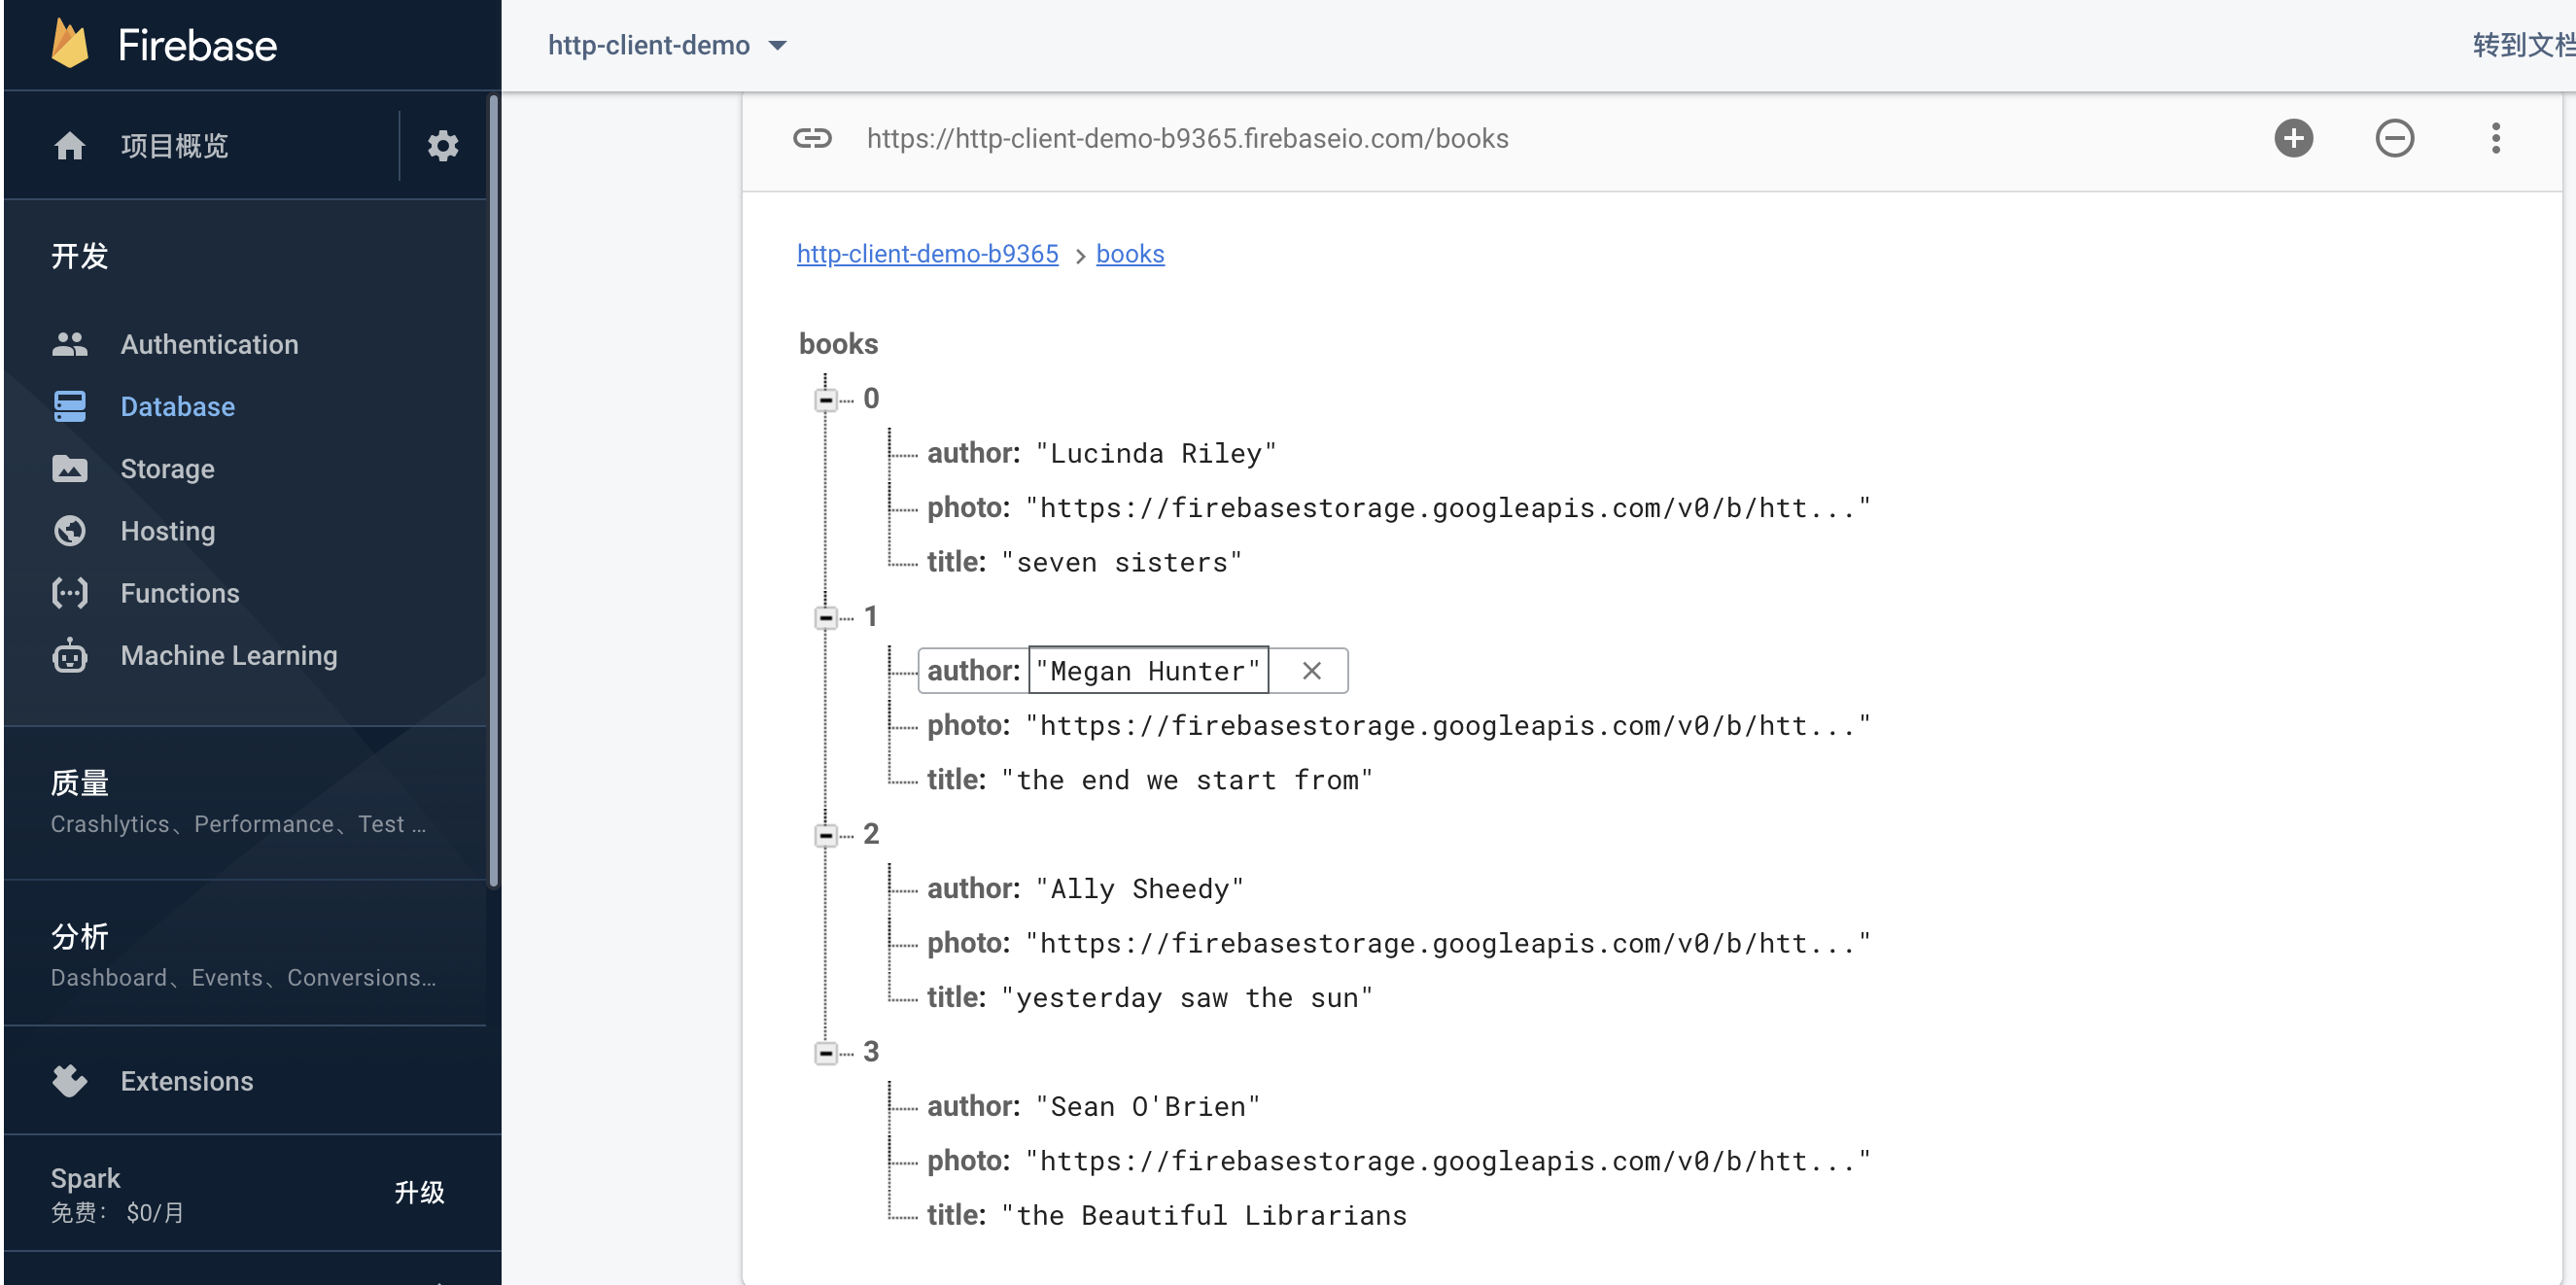 Firebase
http-client-demo
转到文档
项目概览
https://http-client-demo-b9365.firebaseio.com/books
开发
http-client-demo-b9365 > books
Authentication
Database
Storage
Hosting
Functions
Machine Learning
质量
Crashlytics、Performance、Test ...
分析
Dashboard、Events、Conversions...
Extensions
Spark
免费： $0/月
升级
books
0
author: "Lucinda Riley"
photo: "https://firebasestorage.googleapis.com/v0/b/htt..."
title: "seven sisters"
1
author: "Megan Hunter"
photo: "https://firebasestorage.googleapis.com/v0/b/htt..."
title: "the end we start from"
2
author: "Ally Sheedy"
photo: "https://firebasestorage.googleapis.com/v0/b/htt..."
title: "yesterday saw the sun"
3
author: "Sean O'Brien"
photo: "https://firebasestorage.googleapis.com/v0/b/htt..."
title: "the Beautiful Librarians